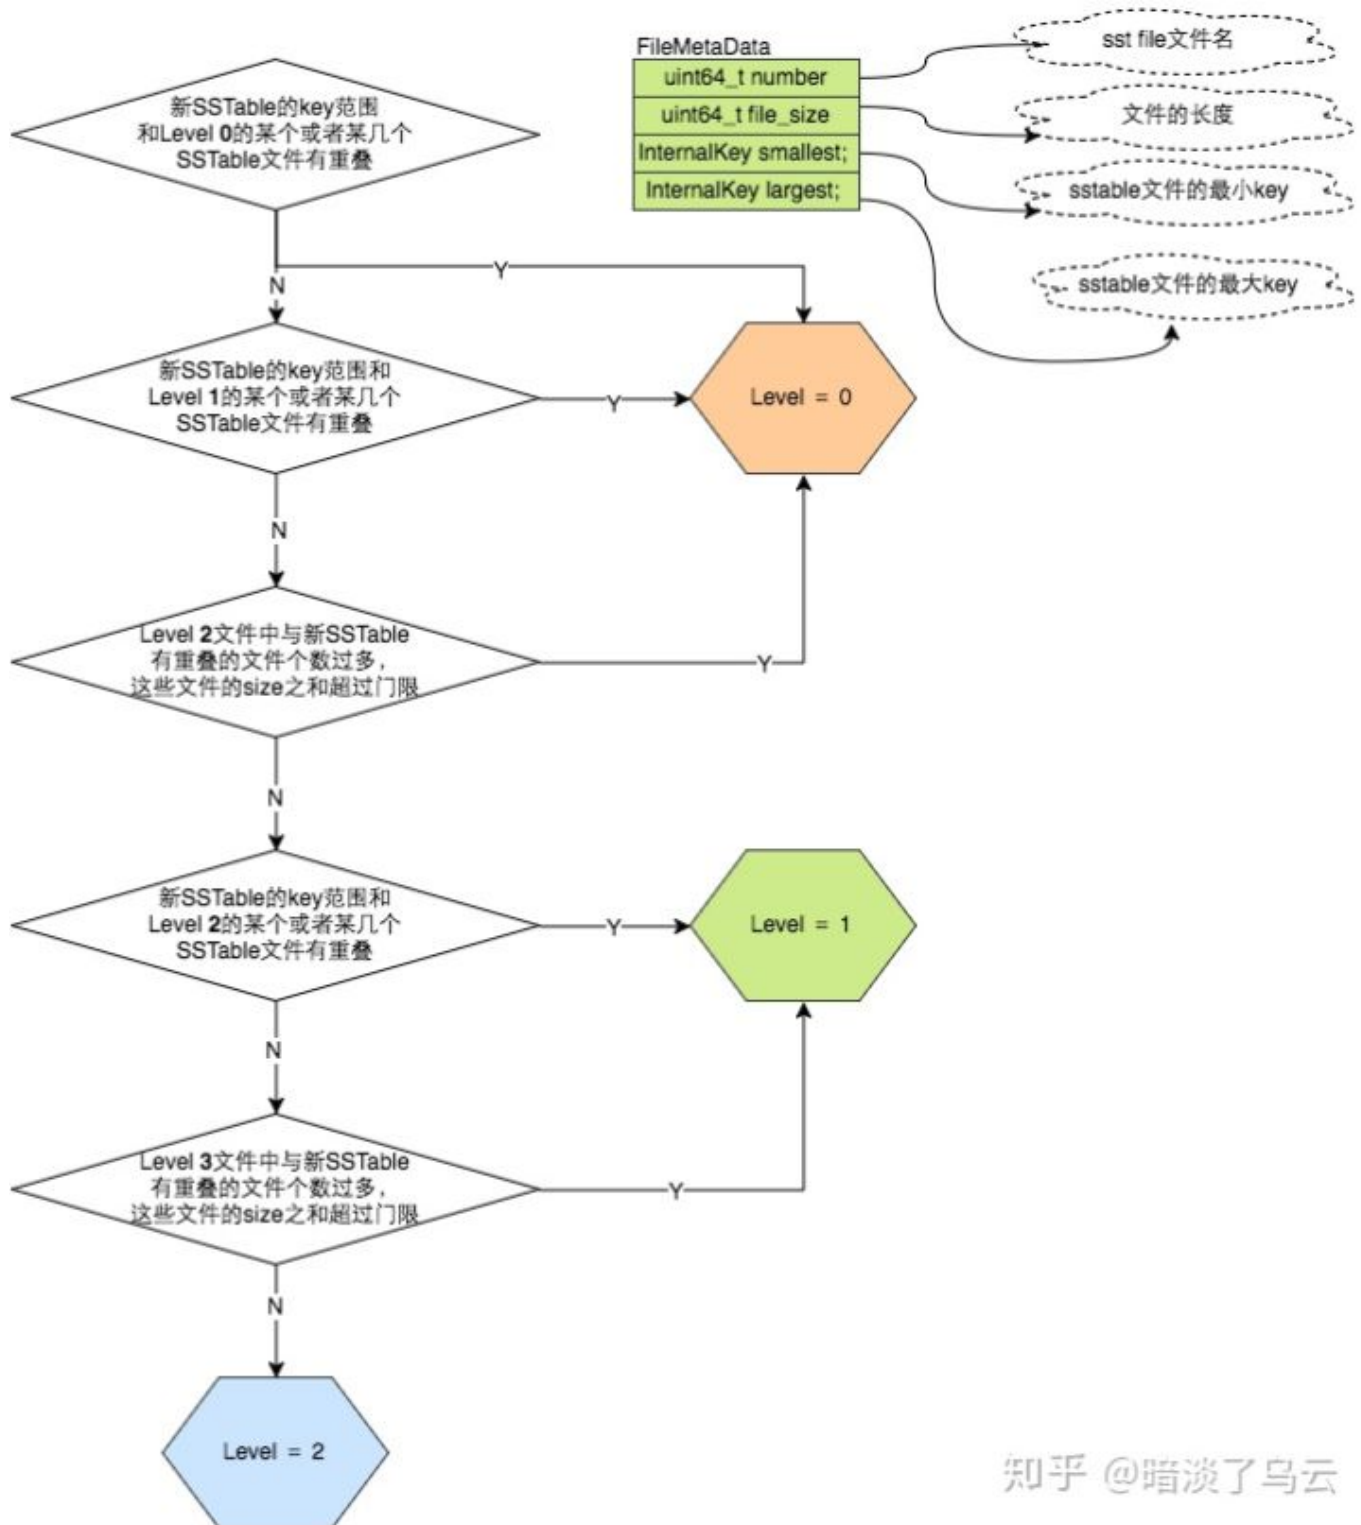 新SSTable的key范围
和Level 0的某个或者某几个
SSTable文件有重叠
FileMetaData
uint64_t number
uint64_t file_size
InternalKey smallest;
InternalKey largest;
sst file文件名
文件的长度
sstable文件的最小key
sstable文件的最大key
Y
N
新SSTable的key范围和
Level 1的某个或者某几个
SSTable文件有重叠
Y
Level = 0
N
Level 2文件中与新SSTable
有重叠的文件个数过多，
这些文件的size之和超过门限
Y
N
新SSTable的key范围和
Level 2的某个或者某几个
SSTable文件有重叠
Y
Level = 1
N
Level 3文件中与新SSTable
有重叠的文件个数过多，
这些文件的size之和超过门限
Y
N
Level = 2
知乎 @暗淡了乌云